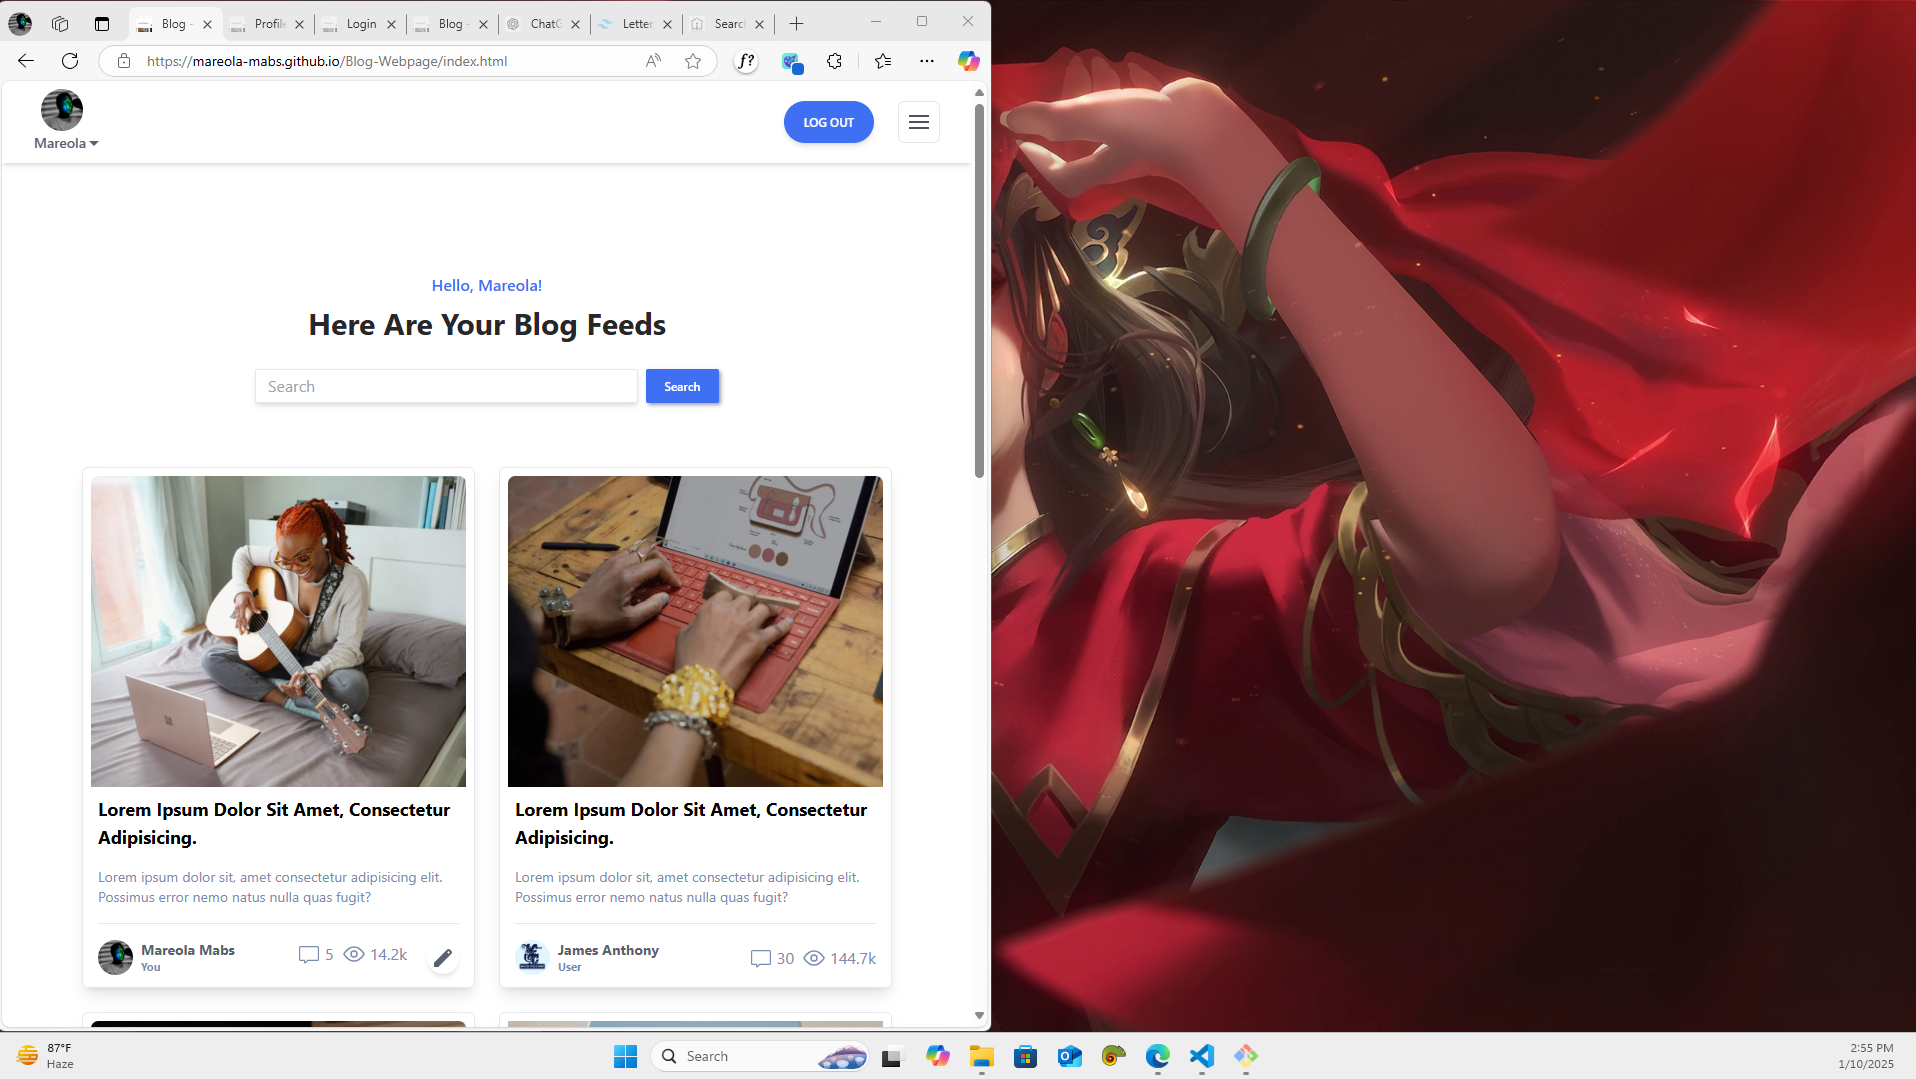 Blog -
Profile
Login
Blog -
ChatG
Letter
Search
https://mareola-mabs.github.io/Blog-Webpage/index.html
f?
Mareola
LOG OUT
Hello, Mareola!
Here Are Your Blog Feeds
Search
Search
Lorem Ipsum Dolor Sit Amet, Consectetur
Adipisicing.
Lorem ipsum dolor sit, amet consectetur adipisicing elit.
Possimus error nemo natus nulla quas fugit?
Mareola Mabs
You
5
14.2k
Lorem Ipsum Dolor Sit Amet, Consectetur
Adipisicing.
Lorem ipsum dolor sit, amet consectetur adipisicing elit.
Possimus error nemo natus nulla quas fugit?
James Anthony
User
30
144.7k
87°F
Haze
Search
2:55 PM
1/10/2025